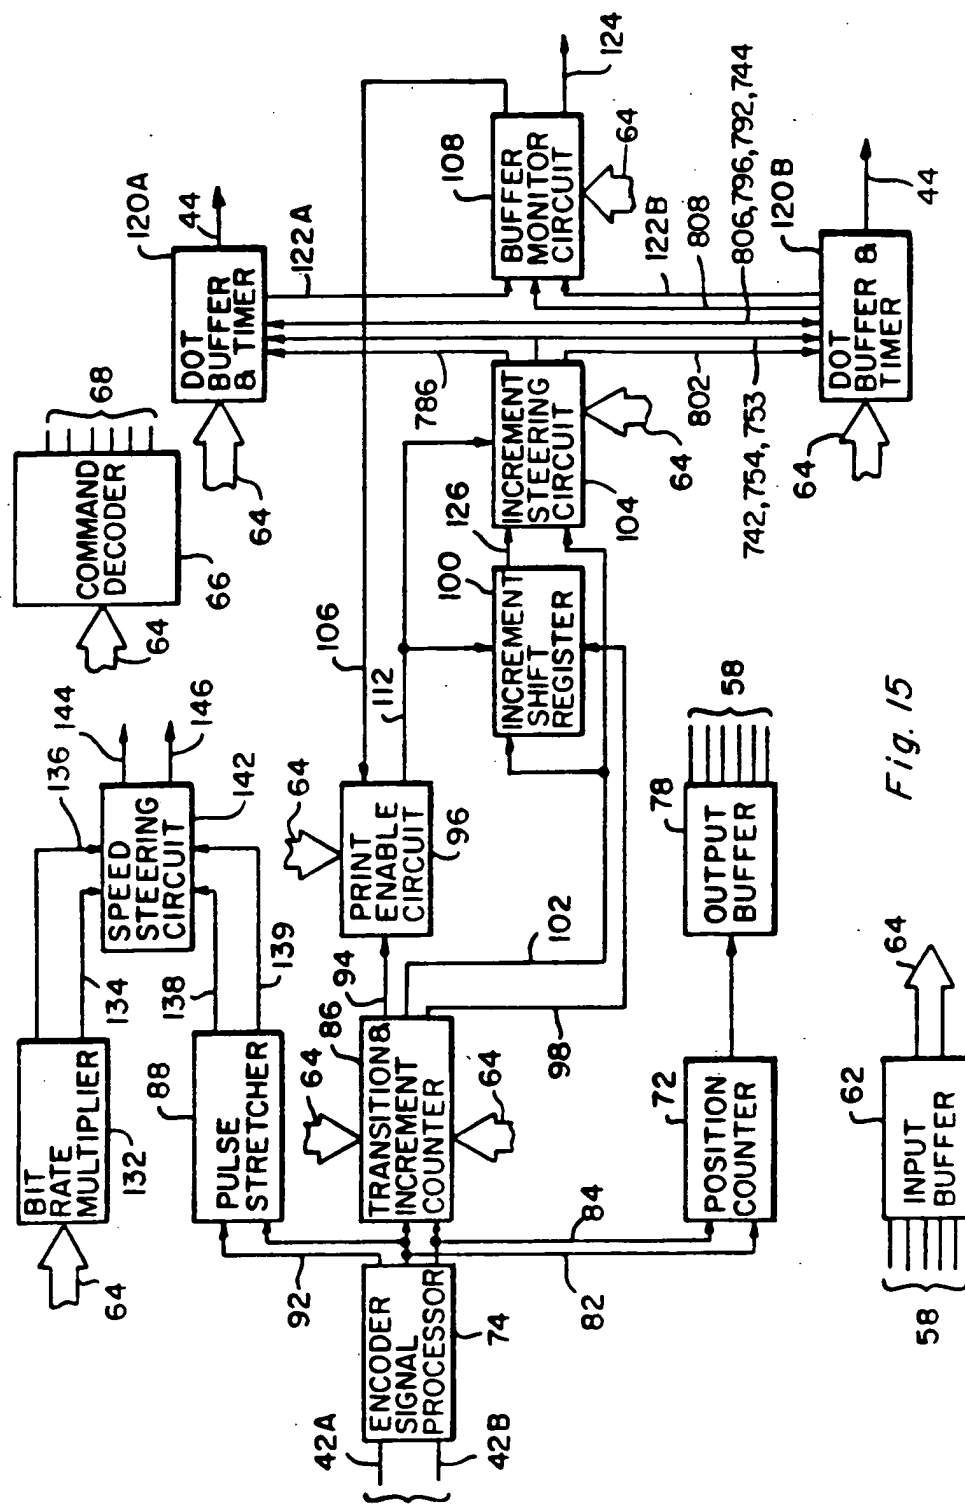 64
BIT
RATE
MULTIPLIER
132
134
136
144
SPEED
STEERING
CIRCUIT
146
142
64
COMMAND
DECODER
66
68
92
PULSE
STRETCHER
88
138
139
64
DOT
BUFFER
& TIMER
120A
44
122A
42A
42B
ENCODER
SIGNAL
PROCESSOR
74
64
TRANSITION &
INCREMENT
COUNTER
86
64
94
64
PRINT
ENABLE
CIRCUIT
96
106
112
98
102
INCREMENT
SHIFT
REGISTER
100
126
INCREMENT
STEERING
CIRCUIT
104
64
786
802
BUFFER
MONITOR
CIRCUIT
108
64
124
122B
808
806,796,792,744
742,754,753
82
84
POSITION
COUNTER
72
OUTPUT
BUFFER
78
58
64
DOT
BUFFER &
TIMER
120B
44
58
INPUT
BUFFER
62
64
Fig. 15